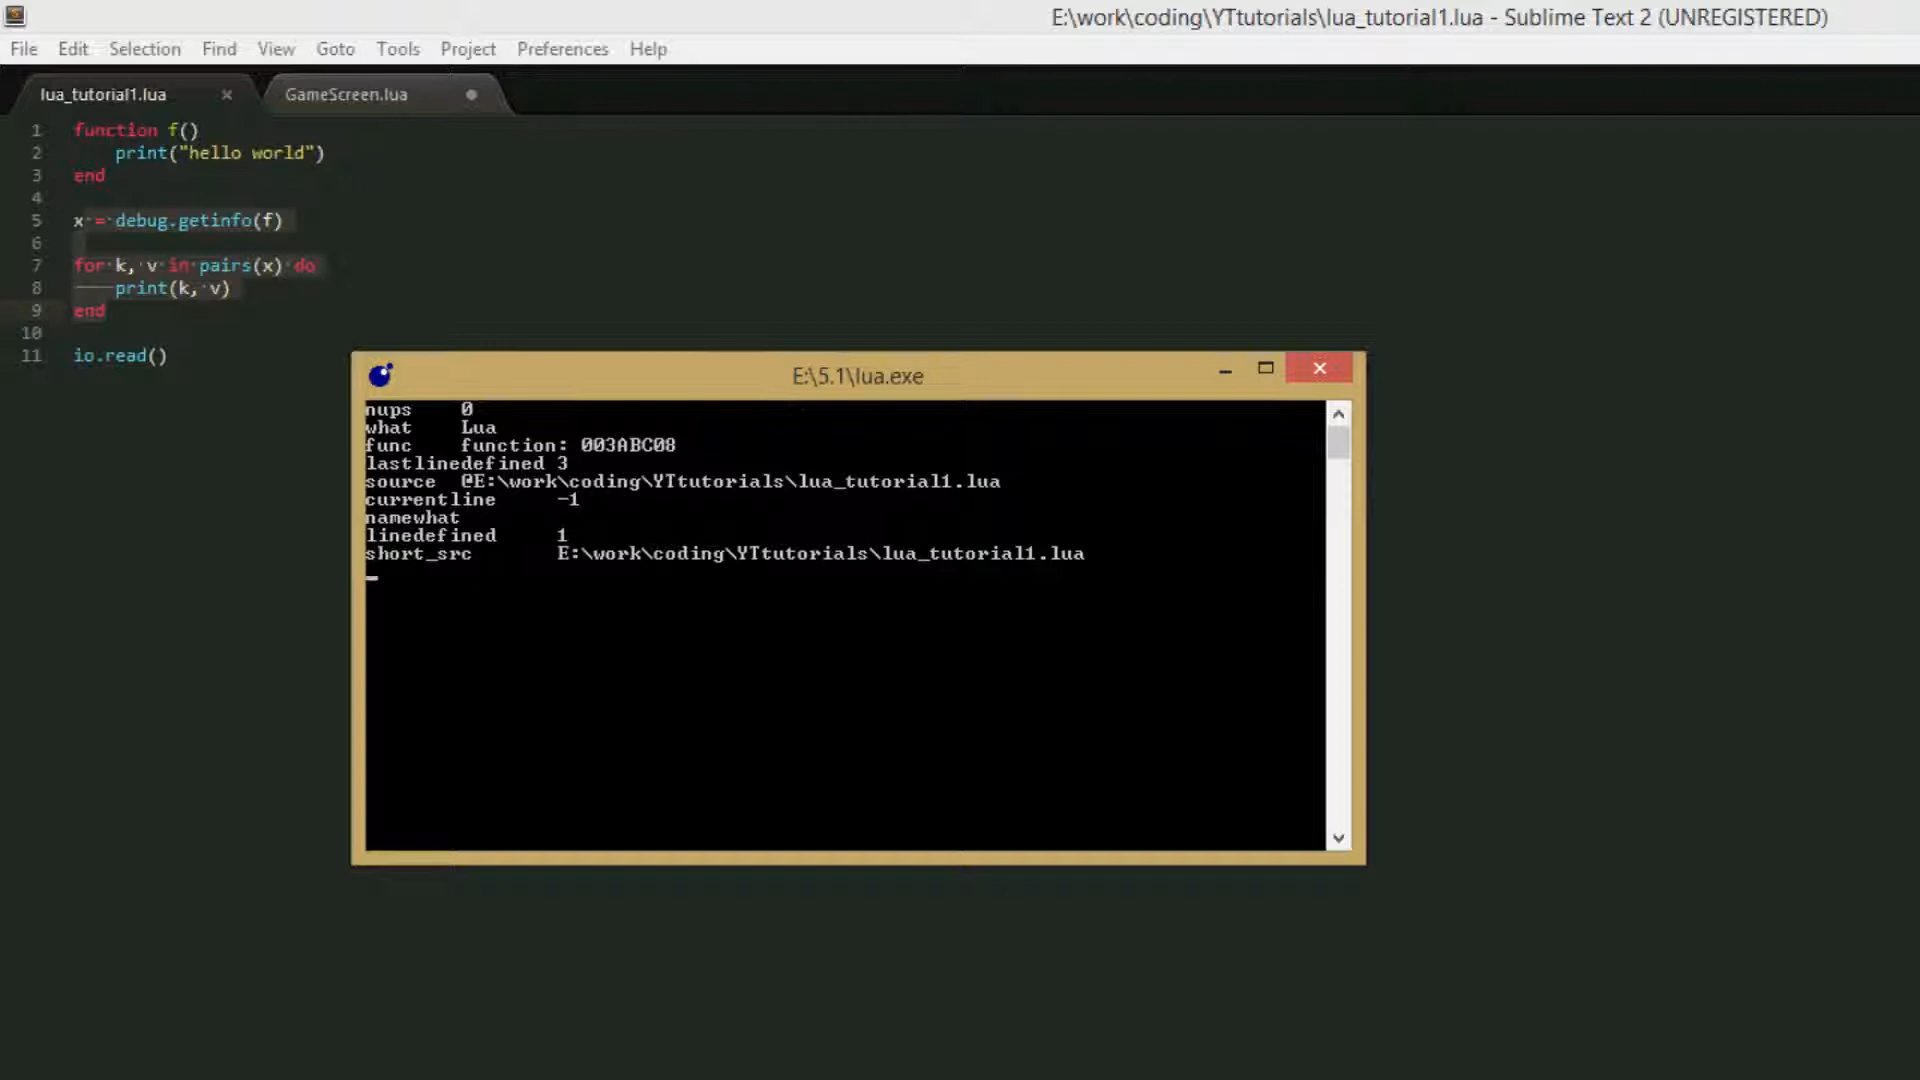 E:\work\coding\YTtutorials\lua_tutorial1.lua - Sublime Text 2 (UNREGISTERED)
File Edit Selection Find View Goto Tools Project Preferences Help
lua_tutorial1.lua GameScreen.lua
1 function f()
2 print("hello world")
3 end
4
5 x = debug.getinfo(f)
6
7 for k, v in pairs(x) do
8 print(k, v)
9 end
10
11 io.read()
E:\5.1\lua.exe
nups 0
what Lua
func function: 003ABC08
lastlinedefined 3
source @E:\work\coding\YTtutorials\lua_tutorial1.lua
currentline -1
namewhat
linedefined 1
short_src E:\work\coding\YTtutorials\lua_tutorial1.lua